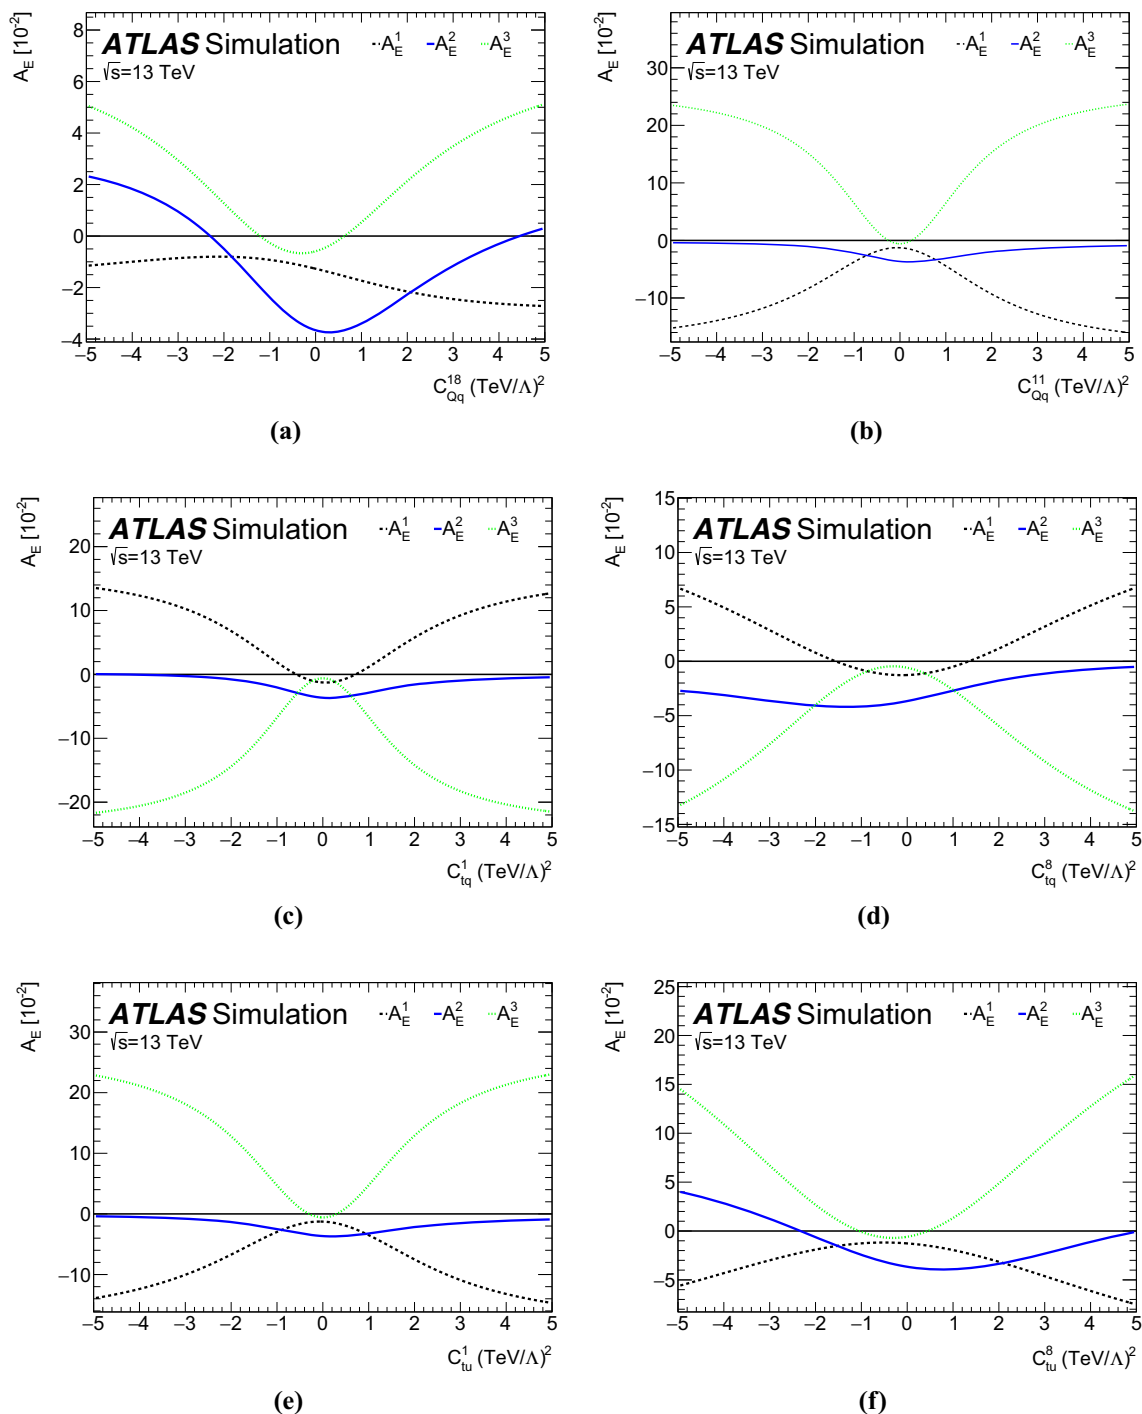 A_E [10^-2]
ATLAS Simulation
√s=13 TeV
A_E^1 A_E^2 A_E^3
8
6
4
2
0
−2
−4
−5 −4 −3 −2 −1 0 1 2 3 4 5
C_Qq^18 (TeV/Λ)^2
(a)
A_E [10^-2]
ATLAS Simulation
√s=13 TeV
A_E^1 A_E^2 A_E^3
30
20
10
0
−10
−5 −4 −3 −2 −1 0 1 2 3 4 5
C_Qq^11 (TeV/Λ)^2
(b)
A_E [10^-2]
ATLAS Simulation
√s=13 TeV
A_E^1 A_E^2 A_E^3
20
10
0
−10
−20
−5 −4 −3 −2 −1 0 1 2 3 4 5
C_tq^1 (TeV/Λ)^2
(c)
A_E [10^-2]
ATLAS Simulation
√s=13 TeV
A_E^1 A_E^2 A_E^3
15
10
5
0
−5
−10
−15
−5 −4 −3 −2 −1 0 1 2 3 4 5
C_tq^8 (TeV/Λ)^2
(d)
A_E [10^-2]
ATLAS Simulation
√s=13 TeV
A_E^1 A_E^2 A_E^3
30
20
10
0
−10
−5 −4 −3 −2 −1 0 1 2 3 4 5
C_tu^1 (TeV/Λ)^2
(e)
A_E [10^-2]
ATLAS Simulation
√s=13 TeV
A_E^1 A_E^2 A_E^3
25
20
15
10
5
0
−5
−5 −4 −3 −2 −1 0 1 2 3 4 5
C_tu^8 (TeV/Λ)^2
(f)